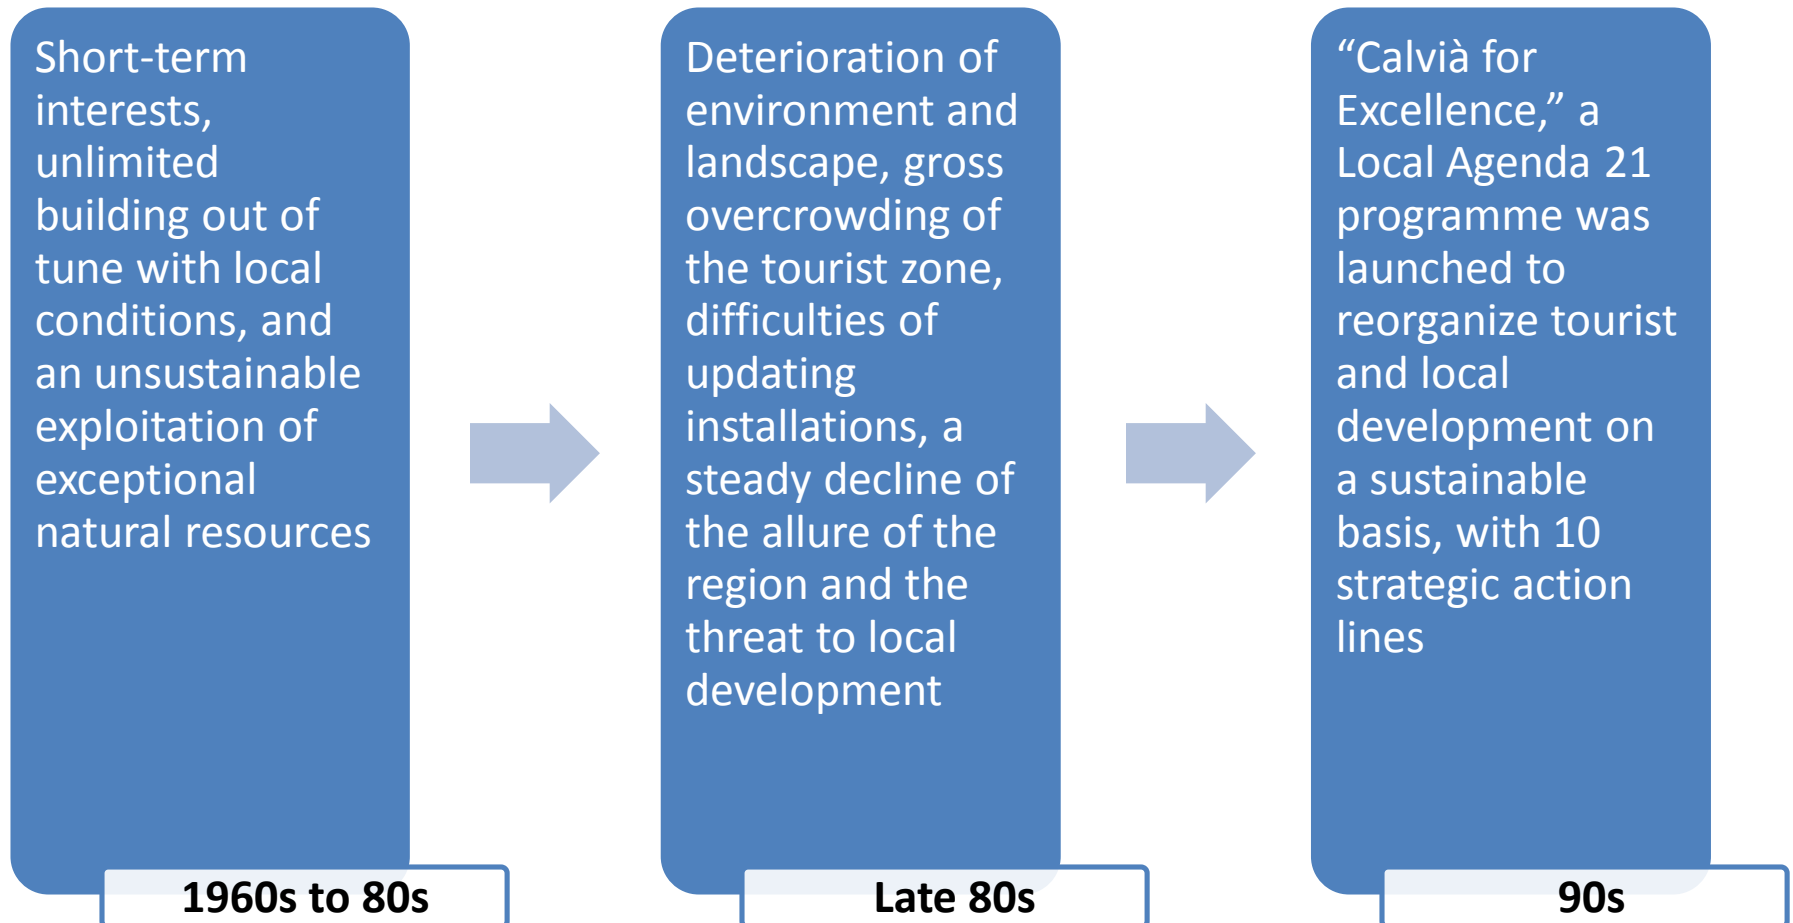 Short-term
interests,
unlimited
building out of
tune with local
conditions, and
an unsustainable
exploitation of
exceptional
natural resources
1960s to 80s
Deterioration of
environment and
landscape, gross
overcrowding of
the tourist zone,
difficulties of
updating
installations, a
steady decline of
the allure of the
region and the
threat to local
development
Late 80s
“Calvià for
Excellence,” a
Local Agenda 21
programme was
launched to
reorganize tourist
and local
development on
a sustainable
basis, with 10
strategic action
lines
90s